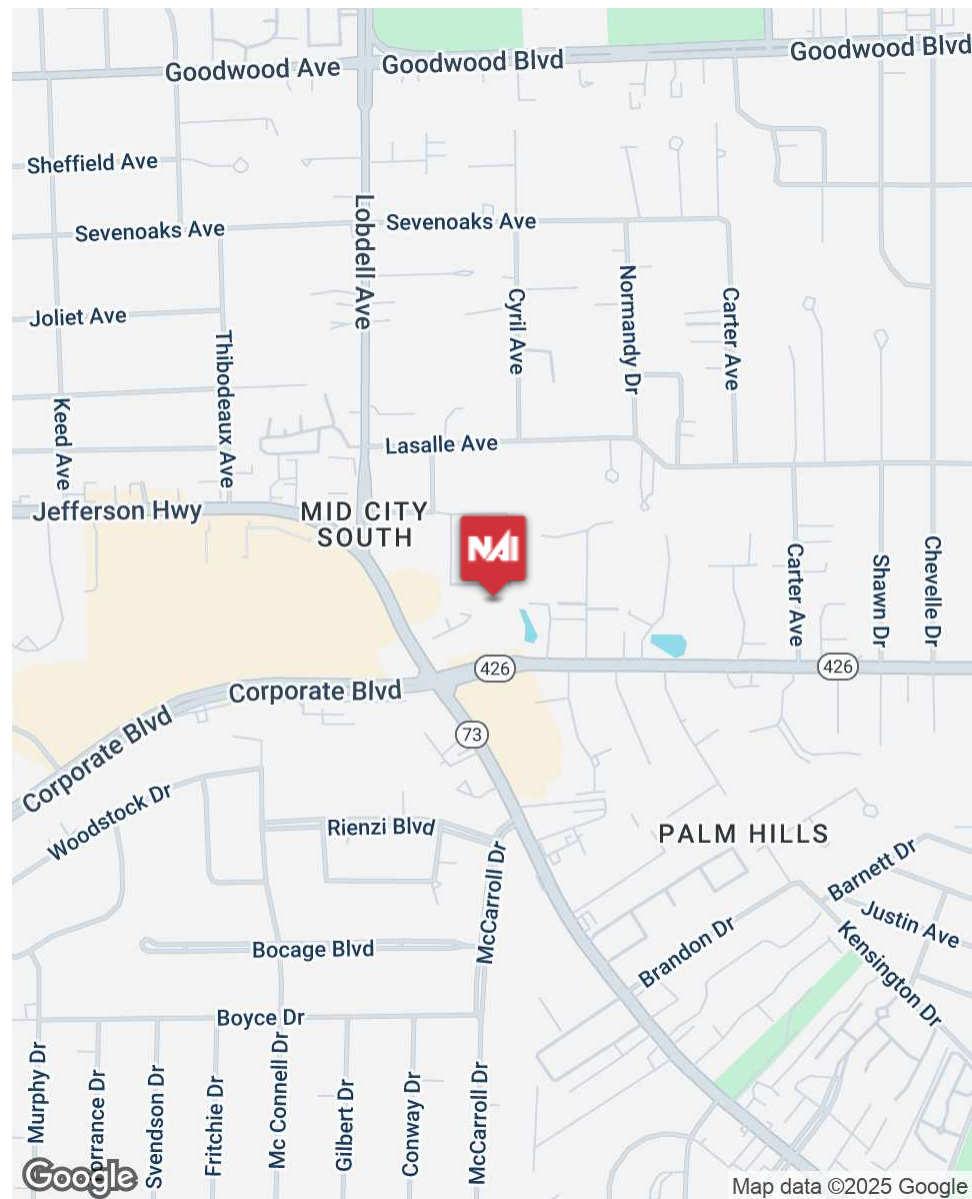 Goodwood Ave
Goodwood Blvd
Goodwood Blvd
Sheffield Ave
Sevenoaks Ave
Sevenoaks Ave
Lobdell Ave
Joliet Ave
Cyril Ave
Normandy Dr
Carter Ave
Thibodeaux Ave
Keed Ave
Lasalle Ave
Jefferson Hwy
MID CITY
SOUTH
NAI
Carter Ave
Shawn Dr
Chevelle Dr
426
426
Corporate Blvd
Corporate Blvd
73
Woodstock Dr
Rienzi Blvd
PALM HILLS
McCarroll Dr
Barnett Dr
Justin Ave
Kensington Dr
Brandon Dr
Bocage Blvd
Boyce Dr
Murphy Dr
Svendson Dr
Fritchie Dr
Mc Connell Dr
Gilbert Dr
Conway Dr
McCarroll Dr
Google
Map data ©2025 Google